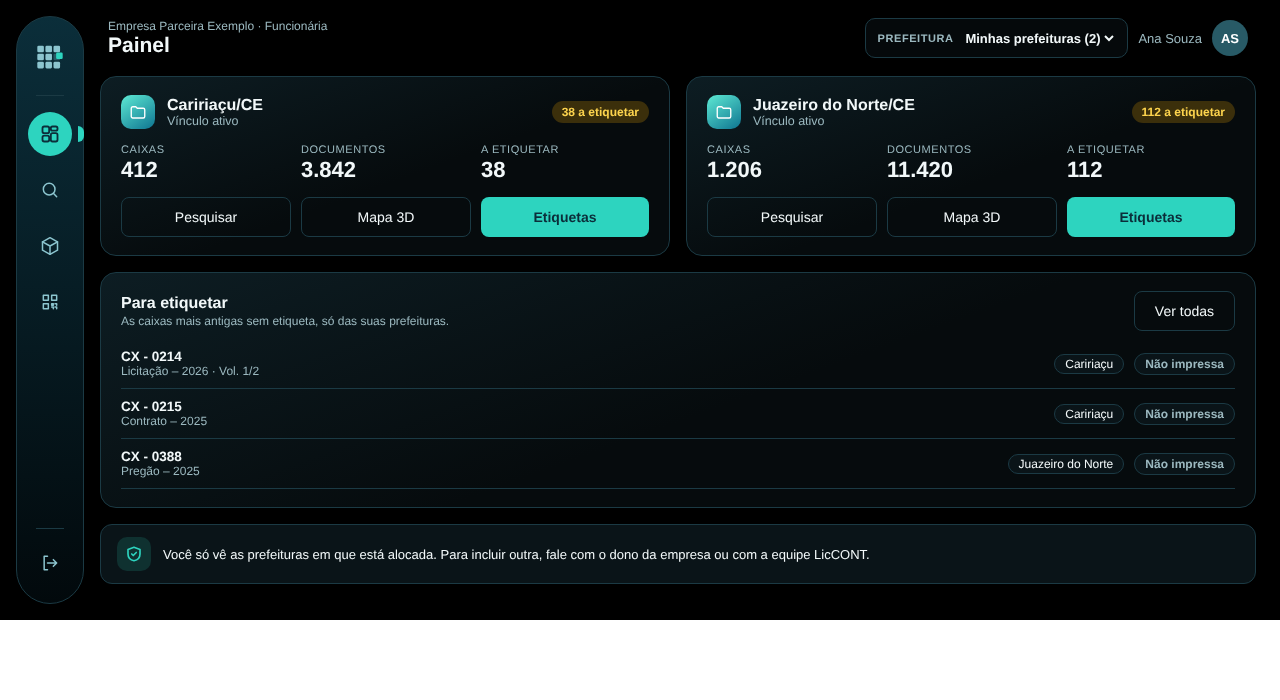 Empresa Parceira Exemplo · Funcionária
Painel
PREFEITURA Minhas prefeituras (2)
Ana Souza
AS
Caririaçu/CE
Vínculo ativo
38 a etiquetar
CAIXAS DOCUMENTOS A ETIQUETAR
412 3.842 38
Pesquisar Mapa 3D Etiquetas
Juazeiro do Norte/CE
Vínculo ativo
112 a etiquetar
CAIXAS DOCUMENTOS A ETIQUETAR
1.206 11.420 112
Pesquisar Mapa 3D Etiquetas
Para etiquetar
As caixas mais antigas sem etiqueta, só das suas prefeituras.
Ver todas
CX - 0214
Licitação – 2026 · Vol. 1/2
Caririaçu Não impressa
CX - 0215
Contrato – 2025
Caririaçu Não impressa
CX - 0388
Pregão – 2025
Juazeiro do Norte Não impressa
Você só vê as prefeituras em que está alocada. Para incluir outra, fale com o dono da empresa ou com a equipe LicCONT.